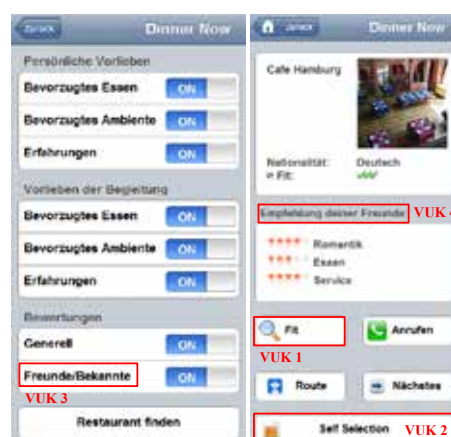 Zurück Dinner Now
Persönliche Vorlieben
Bevorzugtes Essen ON
Bevorzugtes Ambiente ON
Erfahrungen ON
Vorlieben der Begleitung
Bevorzugtes Essen ON
Bevorzugtes Ambiente ON
Erfahrungen ON
Bewertungen
Generell ON
Freunde/Bekannte ON
VUK 3
Restaurant finden
Zurück Dinner Now
Cafe Hamburg
Nationalität: Deutsch
Fit:
Empfehlung deiner Freunde VUK 4
Romantik
Essen
Service
Fit Anrufen
VUK 1
Route Nächstes
Self Selection VUK 2